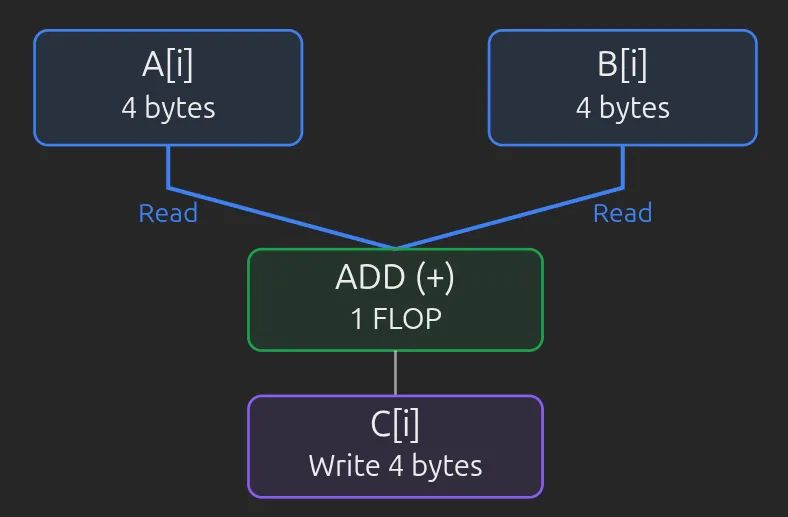 A[i]
4 bytes
B[i]
4 bytes
Read
Read
ADD (+)
1 FLOP
C[i]
Write 4 bytes